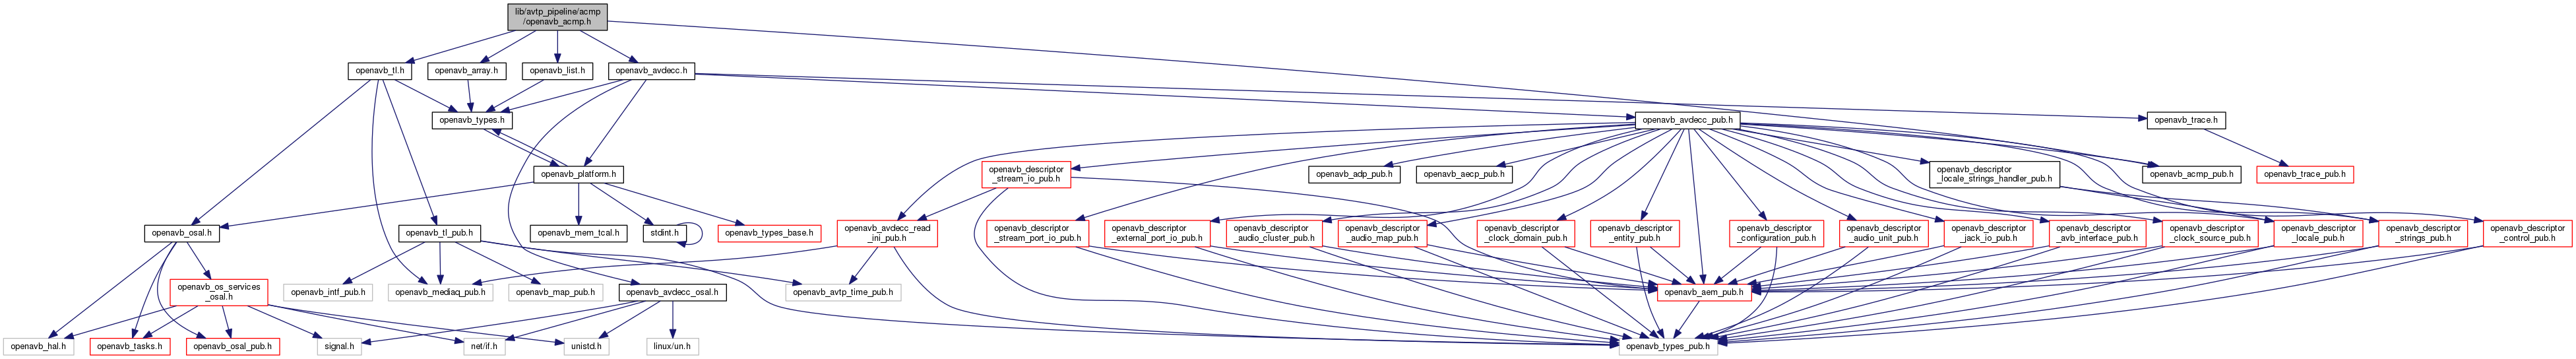 lib/avtp_pipeline/acmp
/openavb_acmp.h
openavb_tl.h
openavb_array.h
openavb_list.h
openavb_avdecc.h
openavb_types.h
openavb_avdecc_pub.h
openavb_trace.h
openavb_platform.h
openavb_descriptor
_stream_io_pub.h
openavb_adp_pub.h
openavb_aecp_pub.h
openavb_descriptor
_locale_strings_handler_pub.h
openavb_acmp_pub.h
openavb_trace_pub.h
openavb_osal.h
openavb_tl_pub.h
openavb_mem_tcal.h
stdint.h
openavb_types_base.h
openavb_avdecc_read
_ini_pub.h
openavb_descriptor
_stream_port_io_pub.h
openavb_descriptor
_external_port_io_pub.h
openavb_descriptor
_audio_cluster_pub.h
openavb_descriptor
_audio_map_pub.h
openavb_descriptor
_clock_domain_pub.h
openavb_descriptor
_entity_pub.h
openavb_descriptor
_configuration_pub.h
openavb_descriptor
_audio_unit_pub.h
openavb_descriptor
_jack_io_pub.h
openavb_descriptor
_avb_interface_pub.h
openavb_descriptor
_clock_source_pub.h
openavb_descriptor
_locale_pub.h
openavb_descriptor
_strings_pub.h
openavb_descriptor
_control_pub.h
openavb_os_services
_osal.h
openavb_intf_pub.h
openavb_mediaq_pub.h
openavb_map_pub.h
openavb_avdecc_osal.h
openavb_avtp_time_pub.h
openavb_aem_pub.h
openavb_hal.h
openavb_tasks.h
openavb_osal_pub.h
signal.h
net/if.h
unistd.h
linux/un.h
openavb_types_pub.h